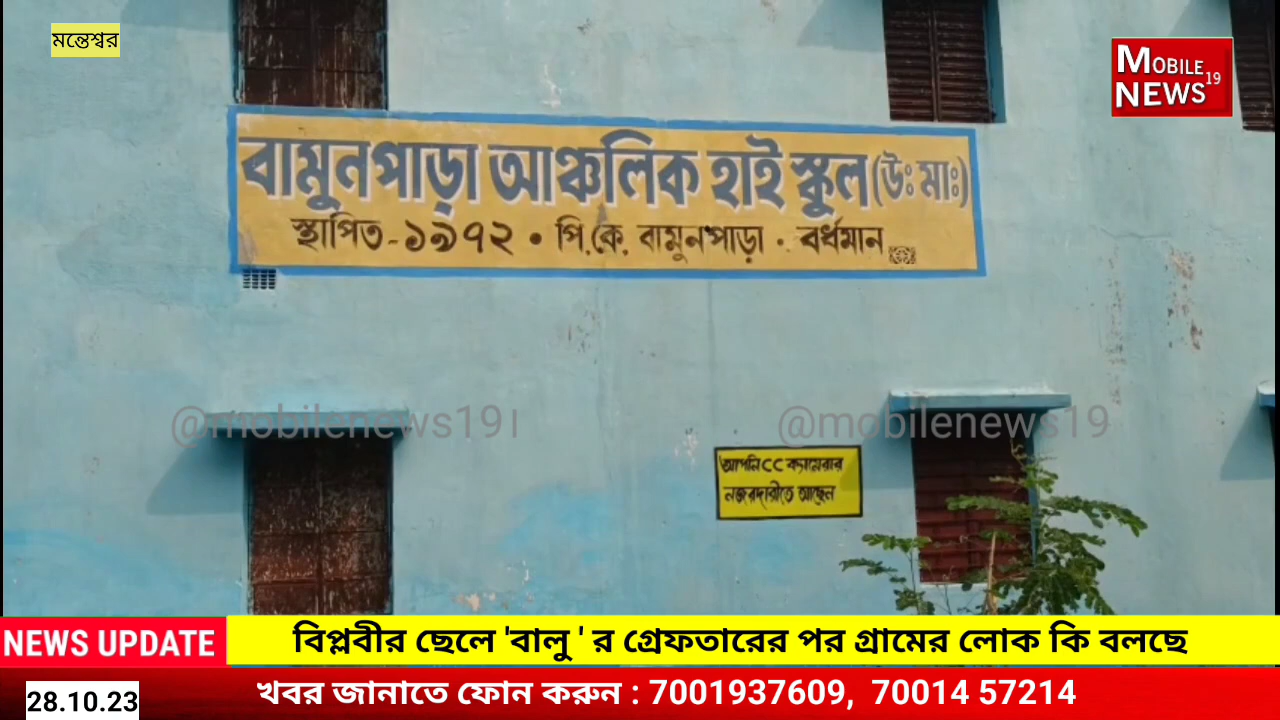 মন্তেশ্বর
MOBILE 19
NEWS
বামুনপাড়া আঞ্চলিক হাই স্কুল (উঃ মাঃ)
স্থাপিত-১৯৭২ • পি.কে. বামুনপাড়া • বর্ধমান
@mobilenews19। @mobilenews19
আপনি CC ক্যামেরার
নজরদারীতে আছেন
NEWS UPDATE বিপ্লবীর ছেলে 'বালু ' র গ্রেফতারের পর গ্রামের লোক কি বলছে
28.10.23 খবর জানাতে ফোন করুন : 7001937609, 70014 57214